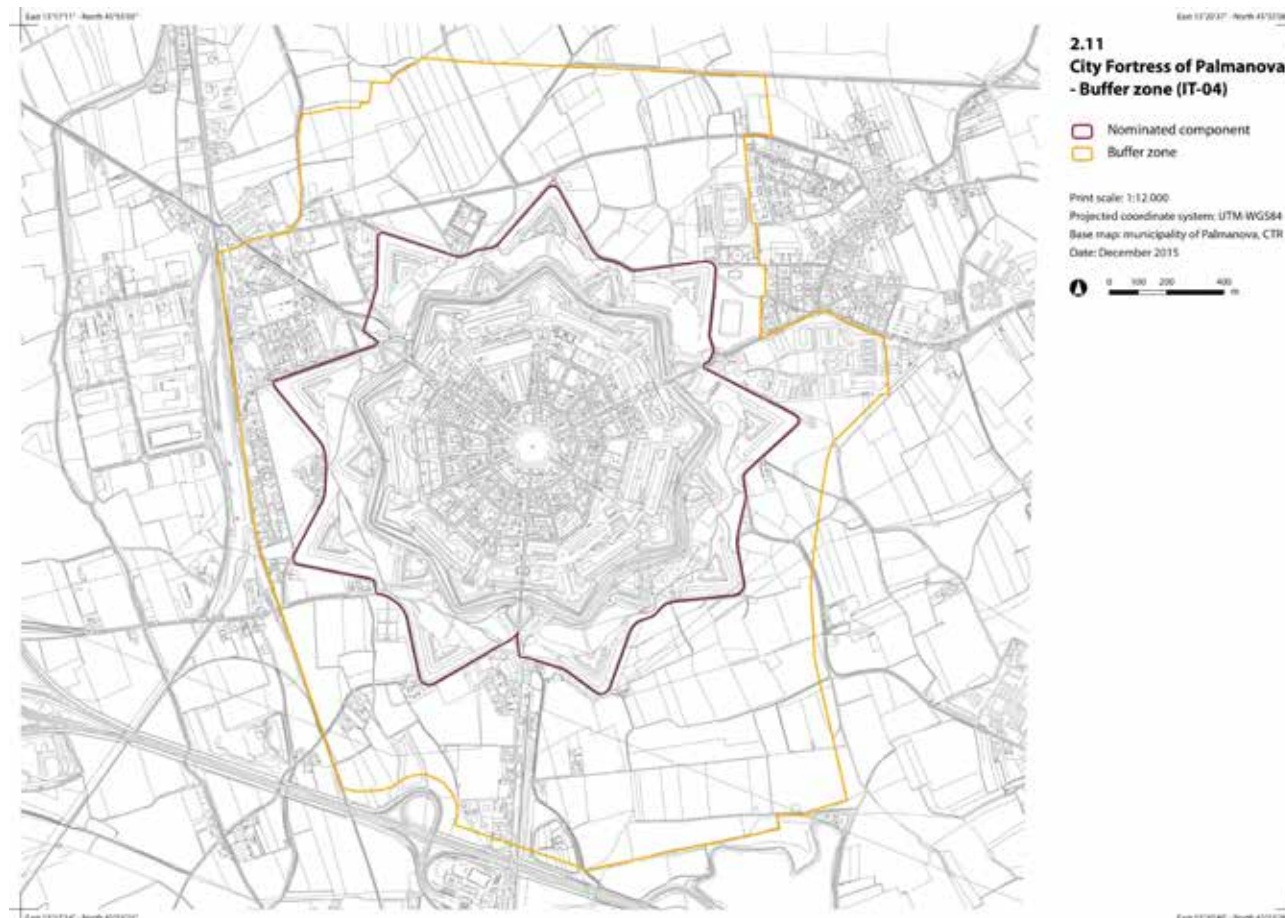 2.11
City Fortress of Palmanova
- Buffer zone (IT-04)
Nominated component
Buffer zone
Print scale: 1:12.000
Projected coordinate system: UTM-WGS84
Base map: municipality of Palmanova, CTR
Date: December 2015
0 100 200 400
m